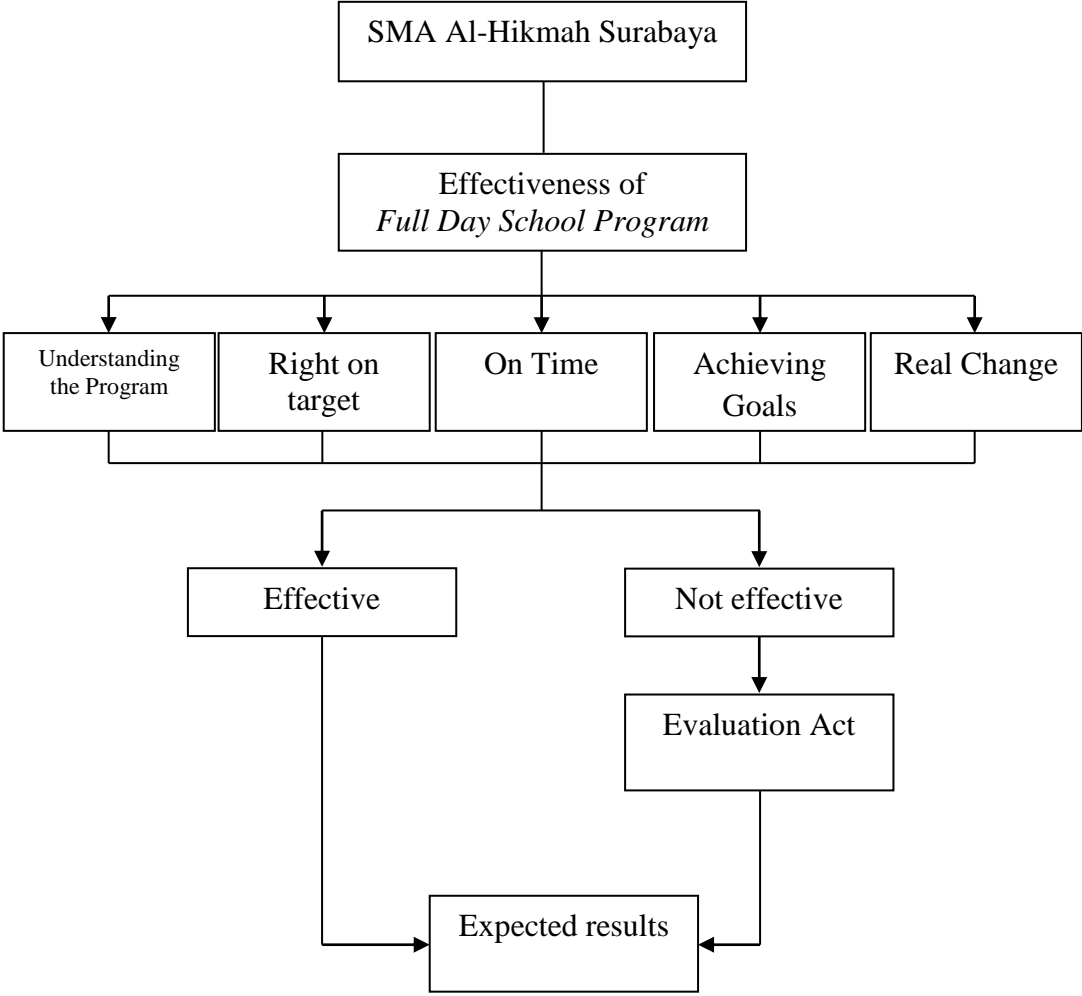 SMA Al-Hikmah Surabaya
Effectiveness of
Full Day School Program
Understanding
the Program
Right on
target
On Time
Achieving
Goals
Real Change
Effective
Not effective
Evaluation Act
Expected results